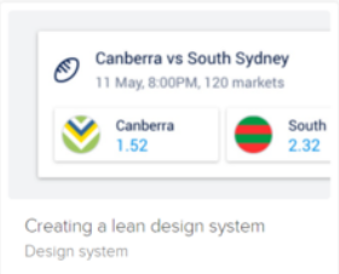 Canberra vs South Sydney
11 May, 8:00PM, 120 markets
Canberra
1.52
South
2.32
Creating a lean design system
Design system